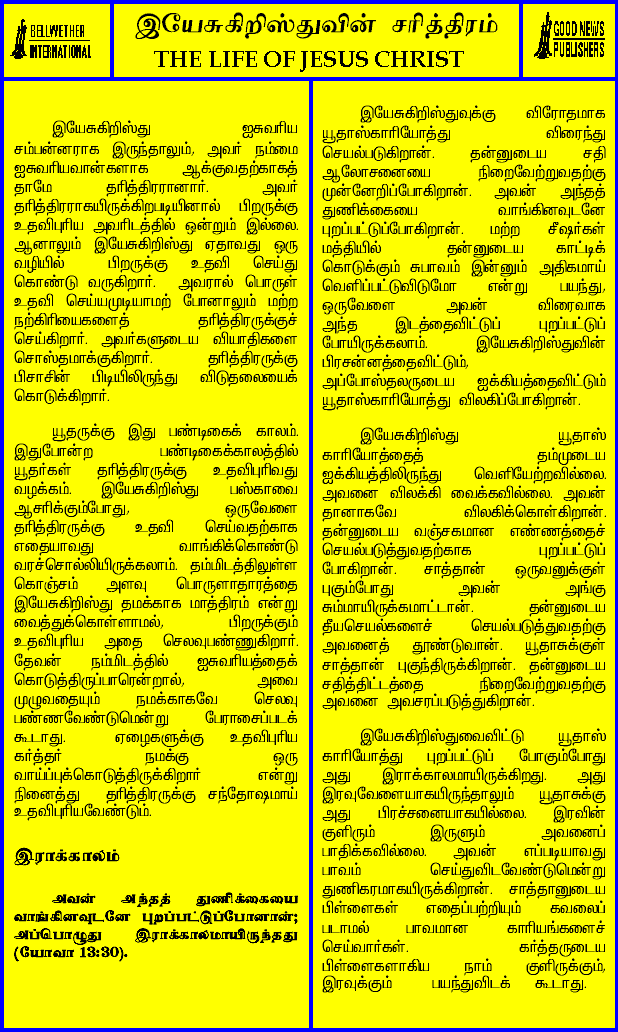 BELLWETHER
INTERNATIONAL
இயேசுகிறிஸ்துவின் சரித்திரம்
THE LIFE OF JESUS CHRIST
GOOD NEWS
PUBLISHERS
இயேசுகிறிஸ்து ஐசுவரிய
சம்பன்னராக இருந்தாலும், அவர் நம்மை
ஐசுவரியவான்களாக ஆக்குவதற்காகத்
தாமே தரித்திரரானார். அவர்
தரித்திரராகயிருக்கிறபடியினால் பிறருக்கு
உதவிபுரிய அவரிடத்தில் ஒன்றும் இல்லை.
ஆனாலும் இயேசுகிறிஸ்து ஏதாவது ஒரு
வழியில் பிறருக்கு உதவி செய்து
கொண்டு வருகிறார். அவரால் பொருள்
உதவி செய்யமுடியாமற் போனாலும் மற்ற
நற்கிரியைகளைத் தரித்திரருக்குச்
செய்கிறார். அவர்களுடைய வியாதிகளை
சொஸ்தமாக்குகிறார். தரித்திரருக்கு
பிசாசின் பிடியிலிருந்து விடுதலையைக்
கொடுக்கிறார்.
யூதருக்கு இது பண்டிகைக் காலம்.
இதுபோன்ற பண்டிகைக்காலத்தில்
யூதர்கள் தரித்திரருக்கு உதவிபுரிவது
வழக்கம். இயேசுகிறிஸ்து பஸ்காவை
ஆசரிக்கும்போது, ஒருவேளை
தரித்திரருக்கு உதவி செய்வதற்காக
எதையாவது வாங்கிக்கொண்டு
வரச்சொல்லியிருக்கலாம். தம்மிடத்திலுள்ள
கொஞ்சம் அளவு பொருளாதாரத்தை
இயேசுகிறிஸ்து தமக்காக மாத்திரம் என்று
வைத்துக்கொள்ளாமல், பிறருக்கும்
உதவிபுரிய அதை செலவுபண்ணுகிறார்.
தேவன் நம்மிடத்தில் ஐசுவரியத்தைக்
கொடுத்திருப்பாரென்றால், அவை
முழுவதையும் நமக்காகவே செலவு
பண்ணவேண்டுமென்று பேராசைப்படக்
கூடாது. ஏழைகளுக்கு உதவிபுரிய
கர்த்தர் நமக்கு ஒரு
வாய்ப்புக்கொடுத்திருக்கிறார் என்று
நினைத்து தரித்திரருக்கு சந்தோஷமாய்
உதவிபுரியவேண்டும்.
இராக்காலம்
அவன் அந்தத் துணிக்கையை
வாங்கினவுடனே புறப்பட்டுப்போனான்;
அப்பொழுது இராக்காலமாயிருந்தது
(யோவா 13:30).
இயேசுகிறிஸ்துவுக்கு விரோதமாக
யூதாஸ்காரியோத்து விரைந்து
செயல்படுகிறான். தன்னுடைய சதி
ஆலோசனையை நிறைவேற்றுவதற்கு
முன்னேறிப்போகிறான். அவன் அந்தத்
துணிக்கையை வாங்கினவுடனே
புறப்பட்டுப்போகிறான். மற்ற சீஷர்கள்
மத்தியில் தன்னுடைய காட்டிக்
கொடுக்கும் சுபாவம் இன்னும் அதிகமாய்
வெளிப்பட்டுவிடுமோ என்று பயந்து,
ஒருவேளை அவன் விரைவாக
அந்த இடத்தைவிட்டுப் புறப்பட்டுப்
போயிருக்கலாம். இயேசுகிறிஸ்துவின்
பிரசன்னத்தைவிட்டும்,
அப்போஸ்தலருடைய ஐக்கியத்தைவிட்டும்
யூதாஸ்காரியோத்து விலகிப்போகிறான்.
இயேசுகிறிஸ்து யூதாஸ்
காரியோத்தைத் தம்முடைய
ஐக்கியத்திலிருந்து வெளியேற்றவில்லை.
அவனை விலக்கி வைக்கவில்லை. அவன்
தானாகவே விலகிக்கொள்கிறான்.
தன்னுடைய வஞ்சகமான எண்ணத்தைச்
செயல்படுத்துவதற்காக புறப்பட்டுப்
போகிறான். சாத்தான் ஒருவனுக்குள்
புகும்போது அவன் அங்கு
சும்மாயிருக்கமாட்டான். தன்னுடைய
தீயசெயல்களைச் செயல்படுத்துவதற்கு
அவனைத் தூண்டுவான். யூதாசுக்குள்
சாத்தான் புகுந்திருக்கிறான். தன்னுடைய
சதித்திட்டத்தை நிறைவேற்றுவதற்கு
அவனை அவசரப்படுத்துகிறான்.
இயேசுகிறிஸ்துவைவிட்டு யூதாஸ்
காரியோத்து புறப்பட்டுப் போகும்போது
அது இராக்காலமாயிருக்கிறது. அது
இரவுவேளையாகயிருந்தாலும் யூதாசுக்கு
அது பிரச்சனையாகயில்லை. இரவின்
குளிரும் இருளும் அவனைப்
பாதிக்கவில்லை. அவன் எப்படியாவது
பாவம் செய்துவிடவேண்டுமென்று
துணிகரமாகயிருக்கிறான். சாத்தானுடைய
பிள்ளைகள் எதைப்பற்றியும் கவலைப்
படாமல் பாவமான காரியங்களைச்
செய்வார்கள். கர்த்தருடைய
பிள்ளைகளாகிய நாம் குளிருக்கும்,
இரவுக்கும் பயந்துவிடக் கூடாது.